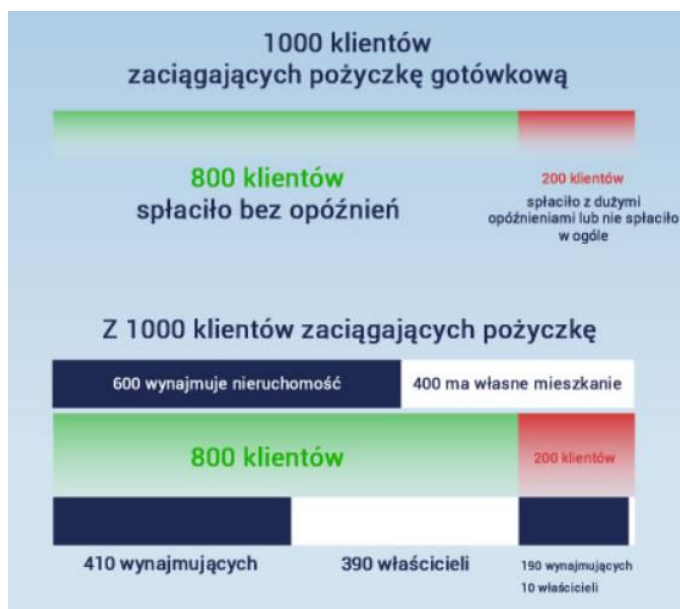 1000 klientów
zaciągających pożyczkę gotówkową
800 klientów
spłaciło bez opóźnień
200 klientów
spłaciło z dużymi
opóźnieniami lub nie spłaciło
w ogóle
Z 1000 klientów zaciągających pożyczkę
600 wynajmuje nieruchomość
400 ma własne mieszkanie
800 klientów
200 klientów
410 wynajmujących
390 właścicieli
190 wynajmujących
10 właścicieli